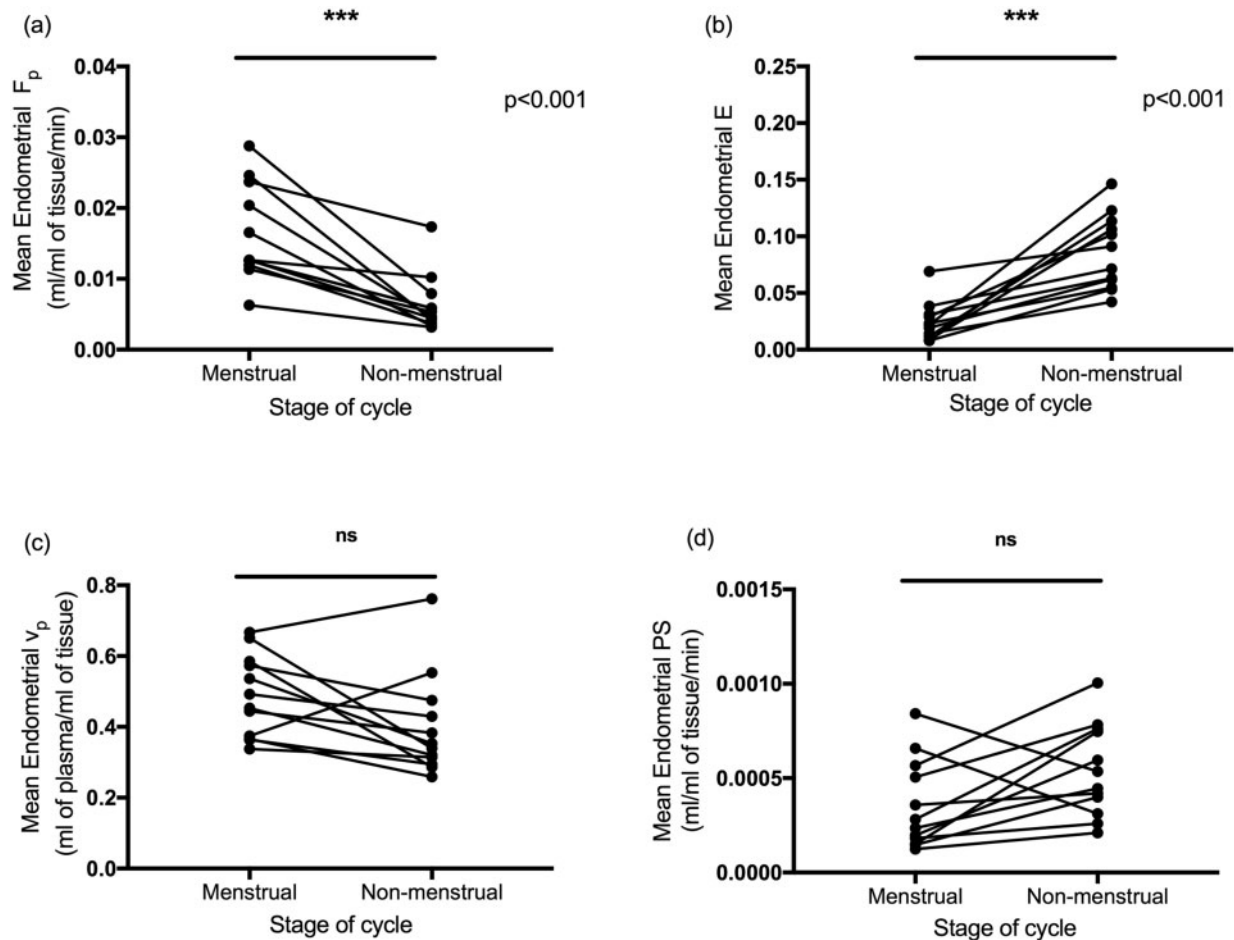 (a)
***
p<0.001
Mean Endometrial Fp
(ml/ml of tissue/min)
0.04
0.03
0.02
0.01
0.00
Menstrual Non-menstrual
Stage of cycle
(b)
***
p<0.001
Mean Endometrial E
0.25
0.20
0.15
0.10
0.05
0.00
Menstrual Non-menstrual
Stage of cycle
(c)
ns
Mean Endometrial vp
(ml of plasma/ml of tissue)
0.8
0.6
0.4
0.2
0.0
Menstrual Non-menstrual
Stage of cycle
(d)
ns
Mean Endometrial PS
(ml/ml of tissue/min)
0.0015
0.0010
0.0005
0.0000
Menstrual Non-menstrual
Stage of cycle